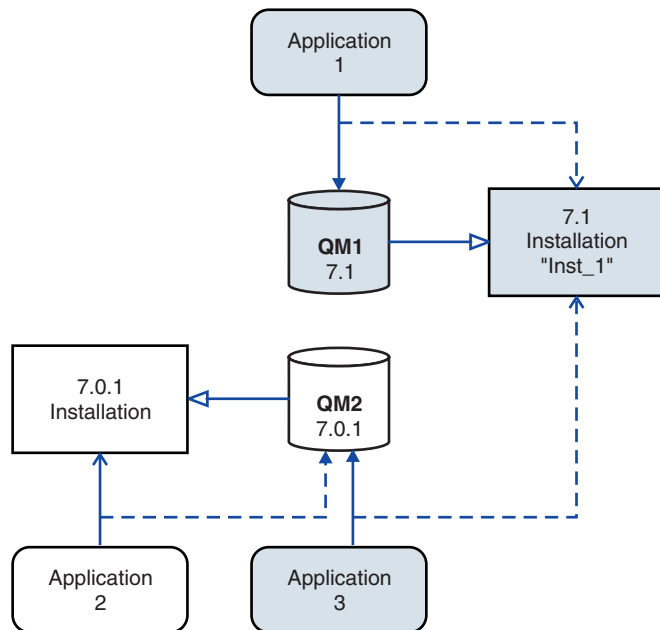 Application
1
QM1
7.1
7.1
Installation
"Inst_1"
7.0.1
Installation
QM2
7.0.1
Application
2
Application
3